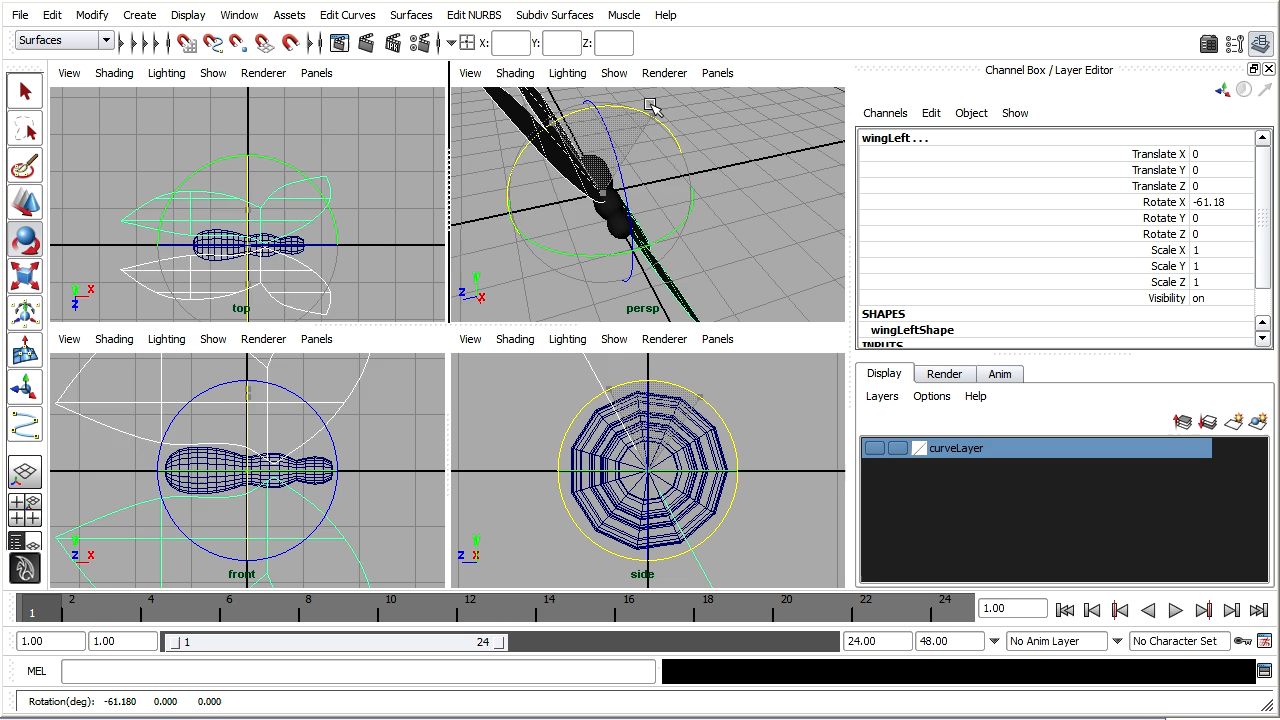 File Edit Modify Create Display Window Assets Edit Curves Surfaces Edit NURBS Subdiv Surfaces Muscle Help
Surfaces X: Y: Z:
Channel Box / Layer Editor
View Shading Lighting Show Renderer Panels
View Shading Lighting Show Renderer Panels
Channels Edit Object Show
wingLeft . . .
Translate X 0
Translate Y 0
Translate Z 0
Rotate X -61.18
Rotate Y 0
Rotate Z 0
Scale X 1
Scale Y 1
Scale Z 1
Visibility on
SHAPES
wingLeftShape
INPUTS
y x z
top
y z x
persp
View Shading Lighting Show Renderer Panels
View Shading Lighting Show Renderer Panels
Display Render Anim
Layers Options Help
curveLayer
y z x
front
y z x
side
1 2 4 6 8 10 12 14 16 18 20 22 24 1.00
1.00 1.00 1 24 24.00 48.00 No Anim Layer No Character Set
MEL
Rotation(deg): -61.180 0.000 0.000